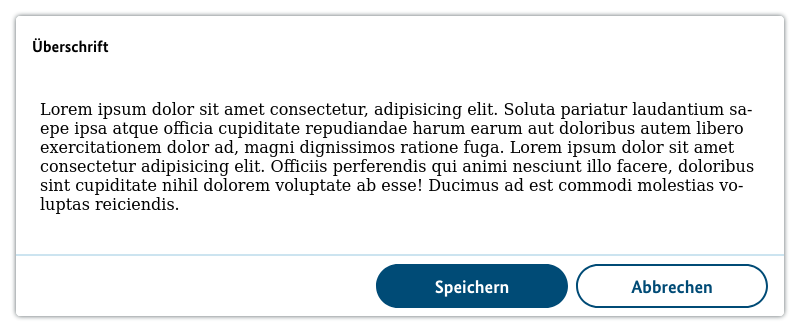 Überschrift
Lorem ipsum dolor sit amet consectetur, adipisicing elit. Soluta pariatur laudantium sa-
epe ipsa atque officia cupiditate repudiandae harum earum aut doloribus autem libero
exercitationem dolor ad, magni dignissimos ratione fuga. Lorem ipsum dolor sit amet
consectetur adipisicing elit. Officiis perferendis qui animi nesciunt illo facere, doloribus
sint cupiditate nihil dolorem voluptate ab esse! Ducimus ad est commodi molestias vo-
luptas reiciendis.
Speichern
Abbrechen